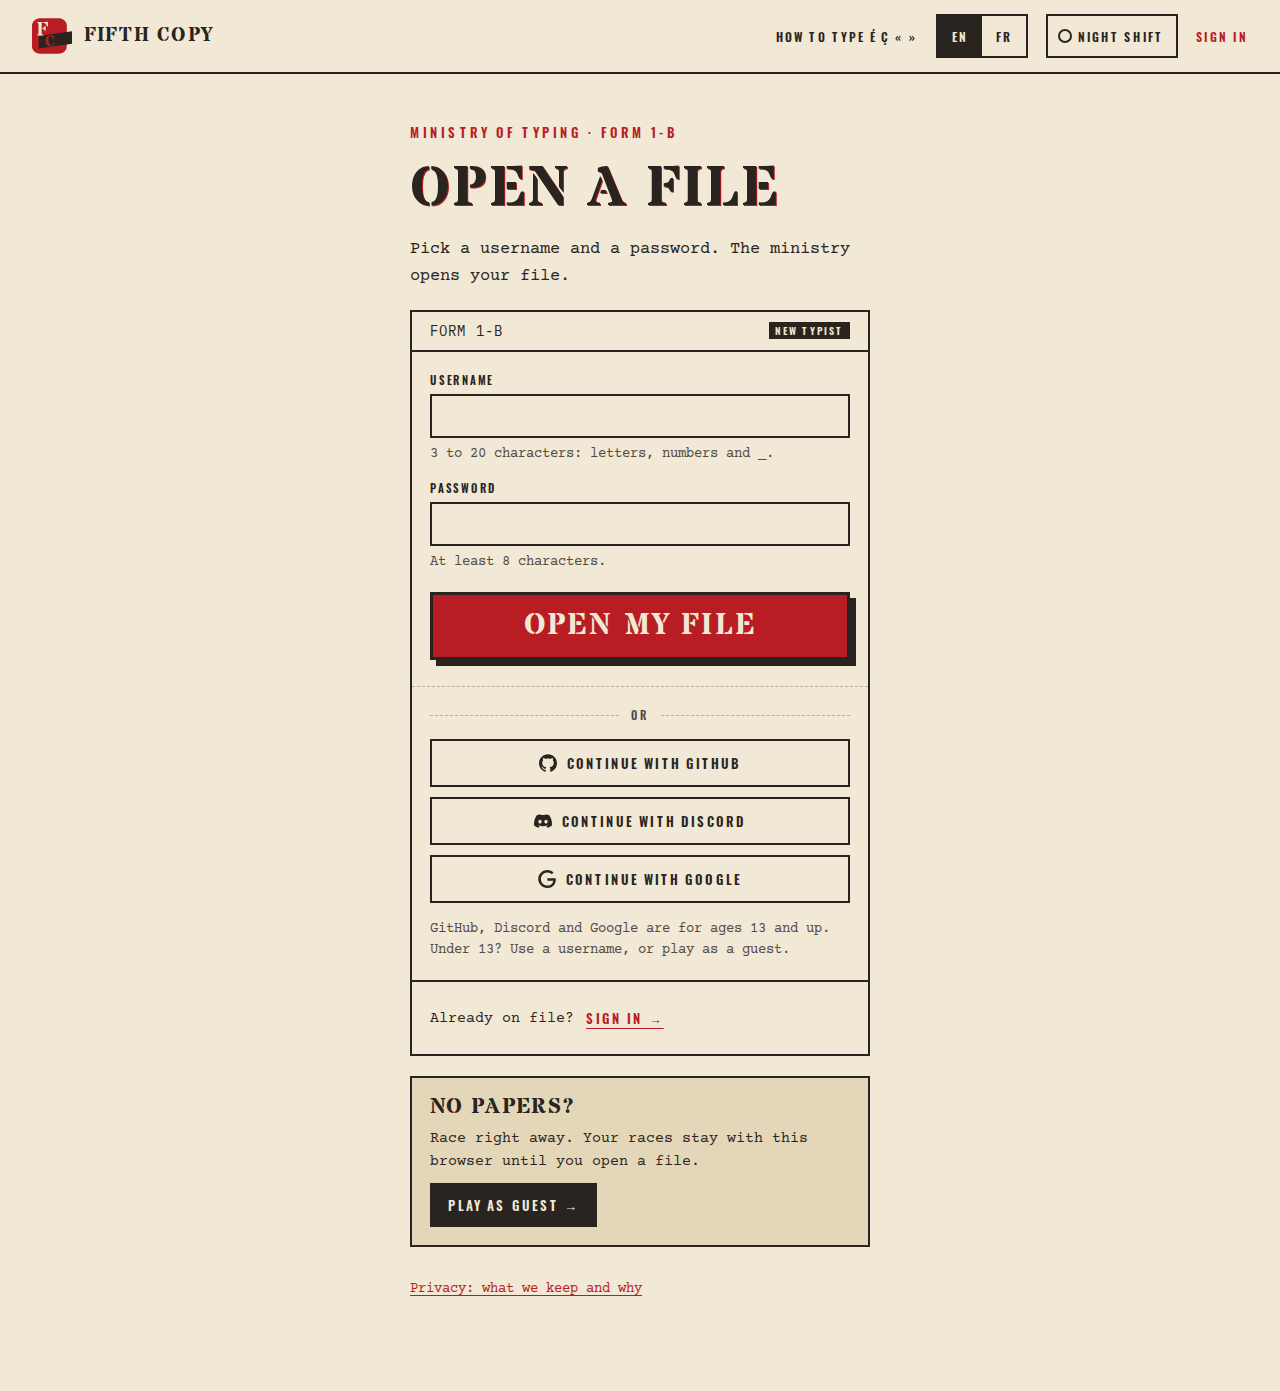 F C FIFTH COPY
HOW TO TYPE É Ç « » EN FR NIGHT SHIFT SIGN IN
MINISTRY OF TYPING · FORM 1-B
OPEN A FILE
Pick a username and a password. The ministry
opens your file.
FORM 1-B NEW TYPIST
USERNAME
3 to 20 characters: letters, numbers and _.
PASSWORD
At least 8 characters.
OPEN MY FILE
OR
CONTINUE WITH GITHUB
CONTINUE WITH DISCORD
CONTINUE WITH GOOGLE
GitHub, Discord and Google are for ages 13 and up.
Under 13? Use a username, or play as a guest.
Already on file? SIGN IN →
NO PAPERS?
Race right away. Your races stay with this
browser until you open a file.
PLAY AS GUEST →
Privacy: what we keep and why